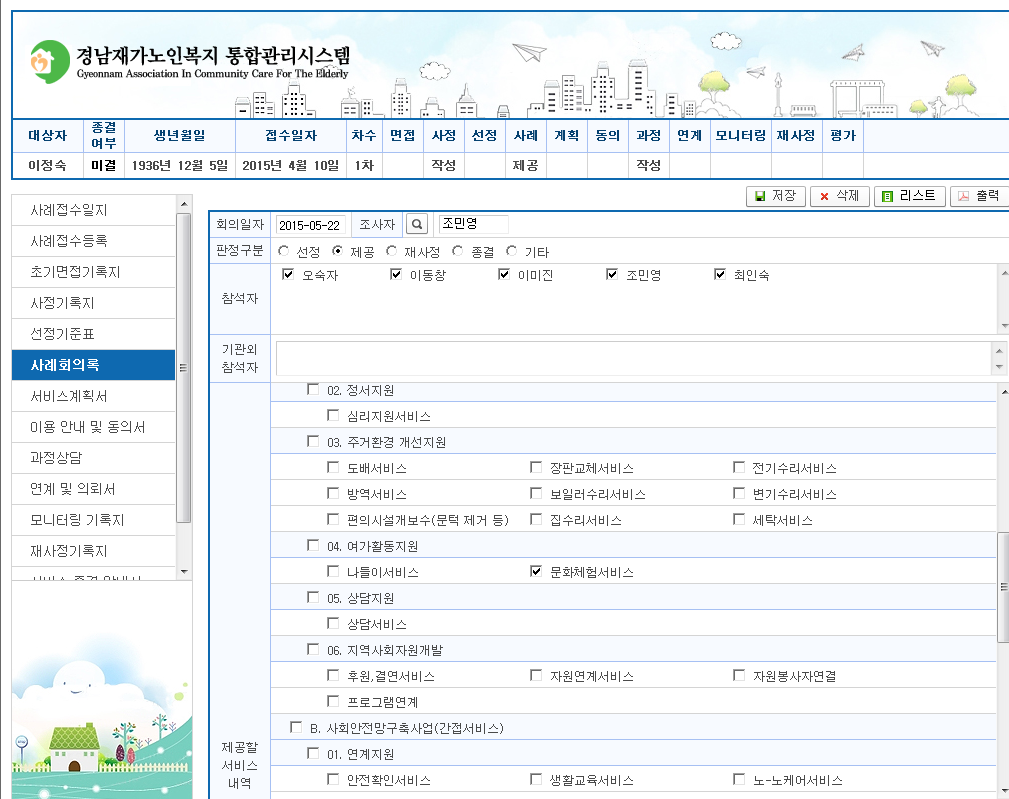 경남재가노인복지 통합관리시스템
Gyeonnam Association In Community Care For The Elderly
대상자 종결여부 생년월일 접수일자 차수 면접 사정 선정 사례 계획 동의 과정 연계 모니터링 재사정 평가
이정숙 미결 1936년 12월 5일 2015년 4월 10일 1차 작성 제공 작성
저장 삭제 리스트 출력
사례접수일지
사례접수등록
초기면접기록지
사정기록지
선정기준표
사례회의록
서비스계획서
이용 안내 및 동의서
과정상담
연계 및 의뢰서
모니터링 기록지
재사정기록지
회의일자 2015-05-22 조사자 조민영
판정구분 선정 제공 재사정 종결 기타
참석자 오숙자 이동창 이미진 조민영 최인숙
기관외
참석자
02. 정서지원
심리지원서비스
03. 주거환경 개선지원
도배서비스 장판교체서비스 전기수리서비스
방역서비스 보일러수리서비스 변기수리서비스
편의시설개보수(문턱 제거 등) 집수리서비스 세탁서비스
04. 여가활동지원
나들이서비스 문화체험서비스
05. 상담지원
상담서비스
06. 지역사회자원개발
후원,결연서비스 자원연계서비스 자원봉사자연결
프로그램연계
B. 사회안전망구축사업(간접서비스)
제공할
서비스
내역
01. 연계지원
안전확인서비스 생활교육서비스 노-노케어서비스